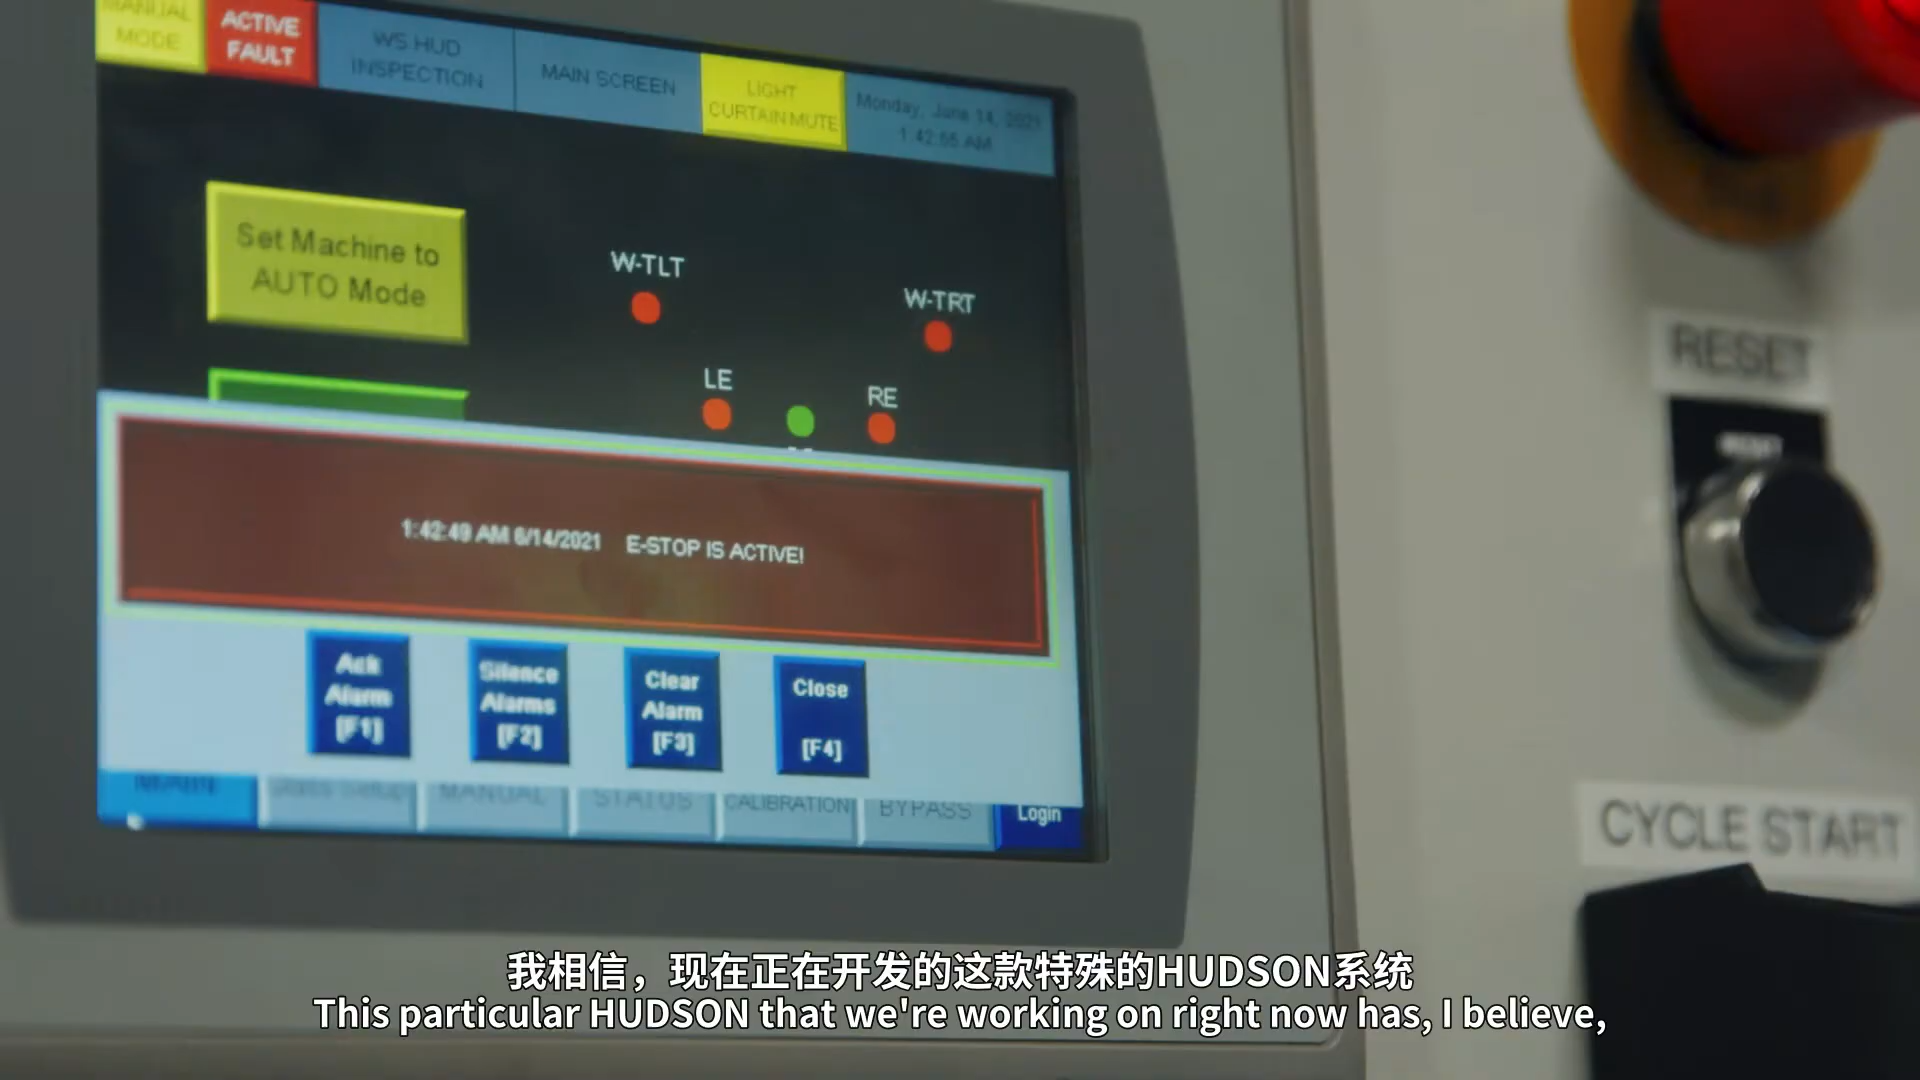 MANUAL
MODE
ACTIVE
FAULT
WS HUD
INSPECTION
MAIN SCREEN
LIGHT
CURTAIN MUTE
Monday, June 14, 2021
1:42:55 AM
Set Machine to
AUTO Mode
W-TLT
W-TRT
LE
RE
1:42:49 AM 6/14/2021 E-STOP IS ACTIVE!
Ack
Alarm
[F1]
Silence
Alarms
[F2]
Clear
Alarm
[F3]
Close
[F4]
MAIN
MANUAL
STATUS
CALIBRATION
BYPASS
Login
RESET
RESET
CYCLE START
我相信，现在正在开发的这款特殊的HUDSON系统
This particular HUDSON that we're working on right now has, I believe,